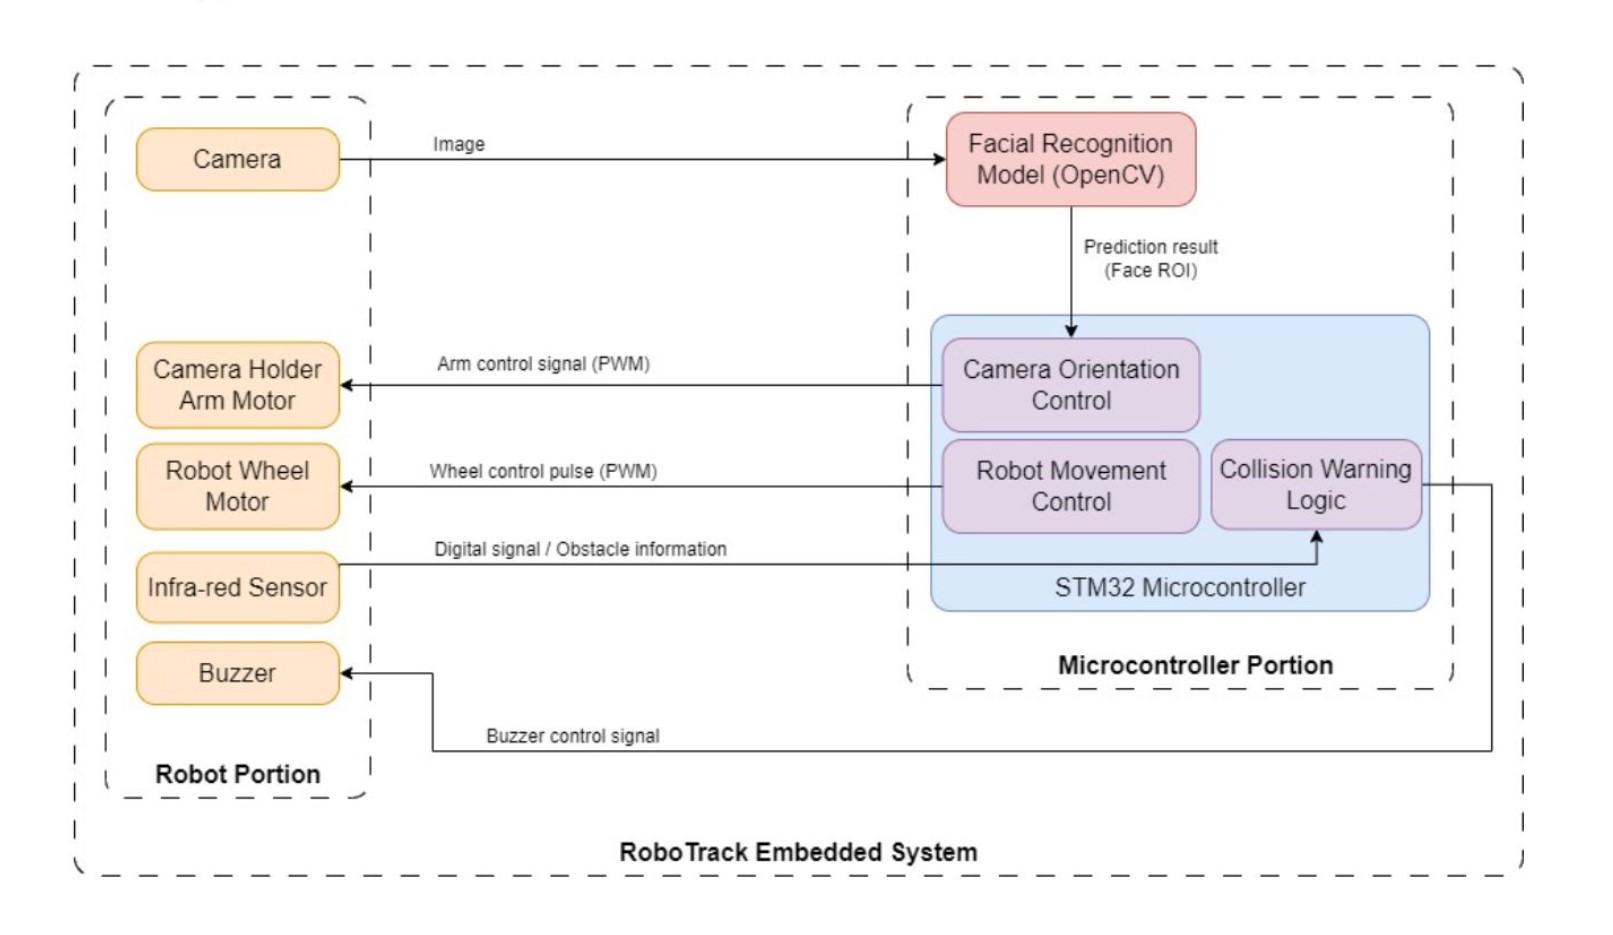 Camera
Image
Facial Recognition
Model (OpenCV)
Prediction result
(Face ROI)
Camera Holder
Arm Motor
Arm control signal (PWM)
Camera Orientation
Control
Robot Wheel
Motor
Wheel control pulse (PWM)
Robot Movement
Control
Collision Warning
Logic
Infra-red Sensor
Digital signal / Obstacle information
STM32 Microcontroller
Buzzer
Microcontroller Portion
Buzzer control signal
Robot Portion
RoboTrack Embedded System